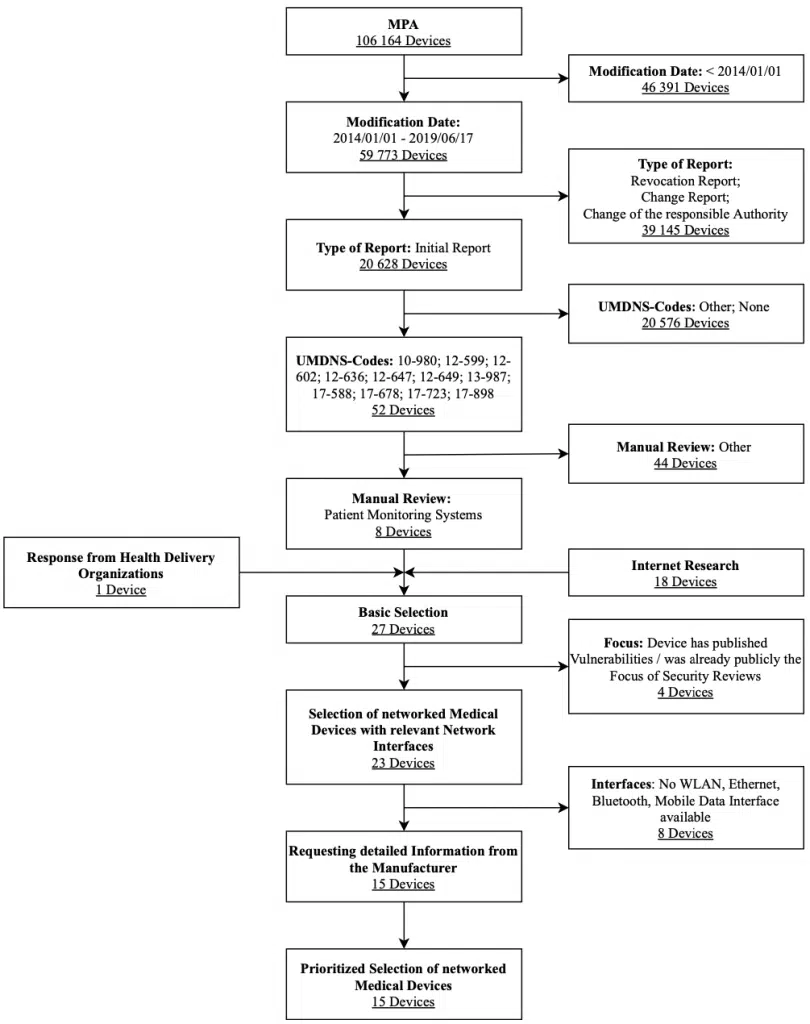 MPA
106 164 Devices
Modification Date: < 2014/01/01
46 391 Devices
Modification Date:
2014/01/01 - 2019/06/17
59 773 Devices
Type of Report:
Revocation Report;
Change Report;
Change of the responsible Authority
39 145 Devices
Type of Report: Initial Report
20 628 Devices
UMDNS-Codes: Other; None
20 576 Devices
UMDNS-Codes: 10-980; 12-599; 12-
602; 12-636; 12-647; 12-649; 13-987;
17-588; 17-678; 17-723; 17-898
52 Devices
Manual Review: Other
44 Devices
Manual Review:
Patient Monitoring Systems
8 Devices
Response from Health Delivery
Organizations
1 Device
Internet Research
18 Devices
Basic Selection
27 Devices
Focus: Device has published
Vulnerabilities / was already publicly the
Focus of Security Reviews
4 Devices
Selection of networked Medical
Devices with relevant Network
Interfaces
23 Devices
Interfaces: No WLAN, Ethernet,
Bluetooth, Mobile Data Interface
available
8 Devices
Requesting detailed Information from
the Manufacturer
15 Devices
Prioritized Selection of networked
Medical Devices
15 Devices